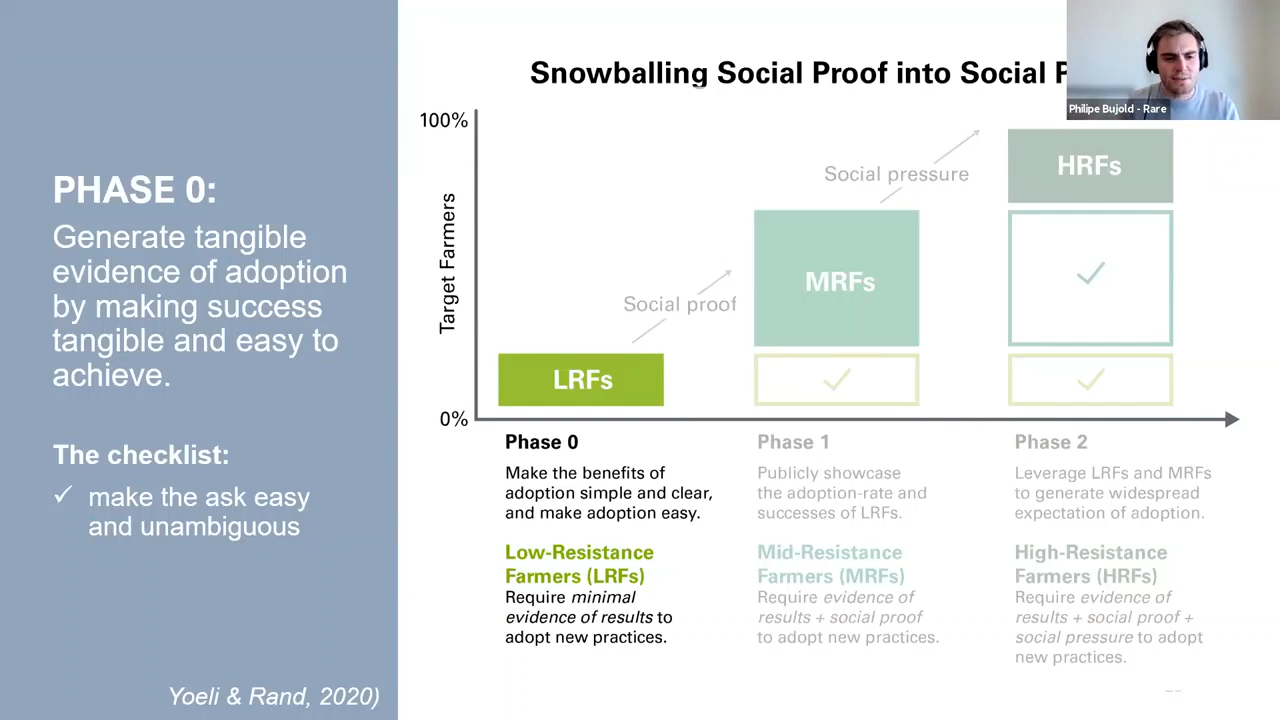 Snowballing Social Proof into Social
Philipe Bujold - Rare
PHASE 0:
Generate tangible
evidence of adoption
by making success
tangible and easy to
achieve.
The checklist:
✓ make the ask easy
and unambiguous
Yoeli & Rand, 2020)
100%
Target Farmers
0%
Social proof
Social pressure
LRFs
MRFs
HRFs
Phase 0
Make the benefits of
adoption simple and clear,
and make adoption easy.
Low-Resistance
Farmers (LRFs)
Require minimal
evidence of results to
adopt new practices.
Phase 1
Publicly showcase
the adoption-rate and
successes of LRFs.
Mid-Resistance
Farmers (MRFs)
Require evidence of
results + social proof
to adopt new practices.
Phase 2
Leverage LRFs and MRFs
to generate widespread
expectation of adoption.
High-Resistance
Farmers (HRFs)
Require evidence of
results + social proof +
social pressure to adopt
new practices.